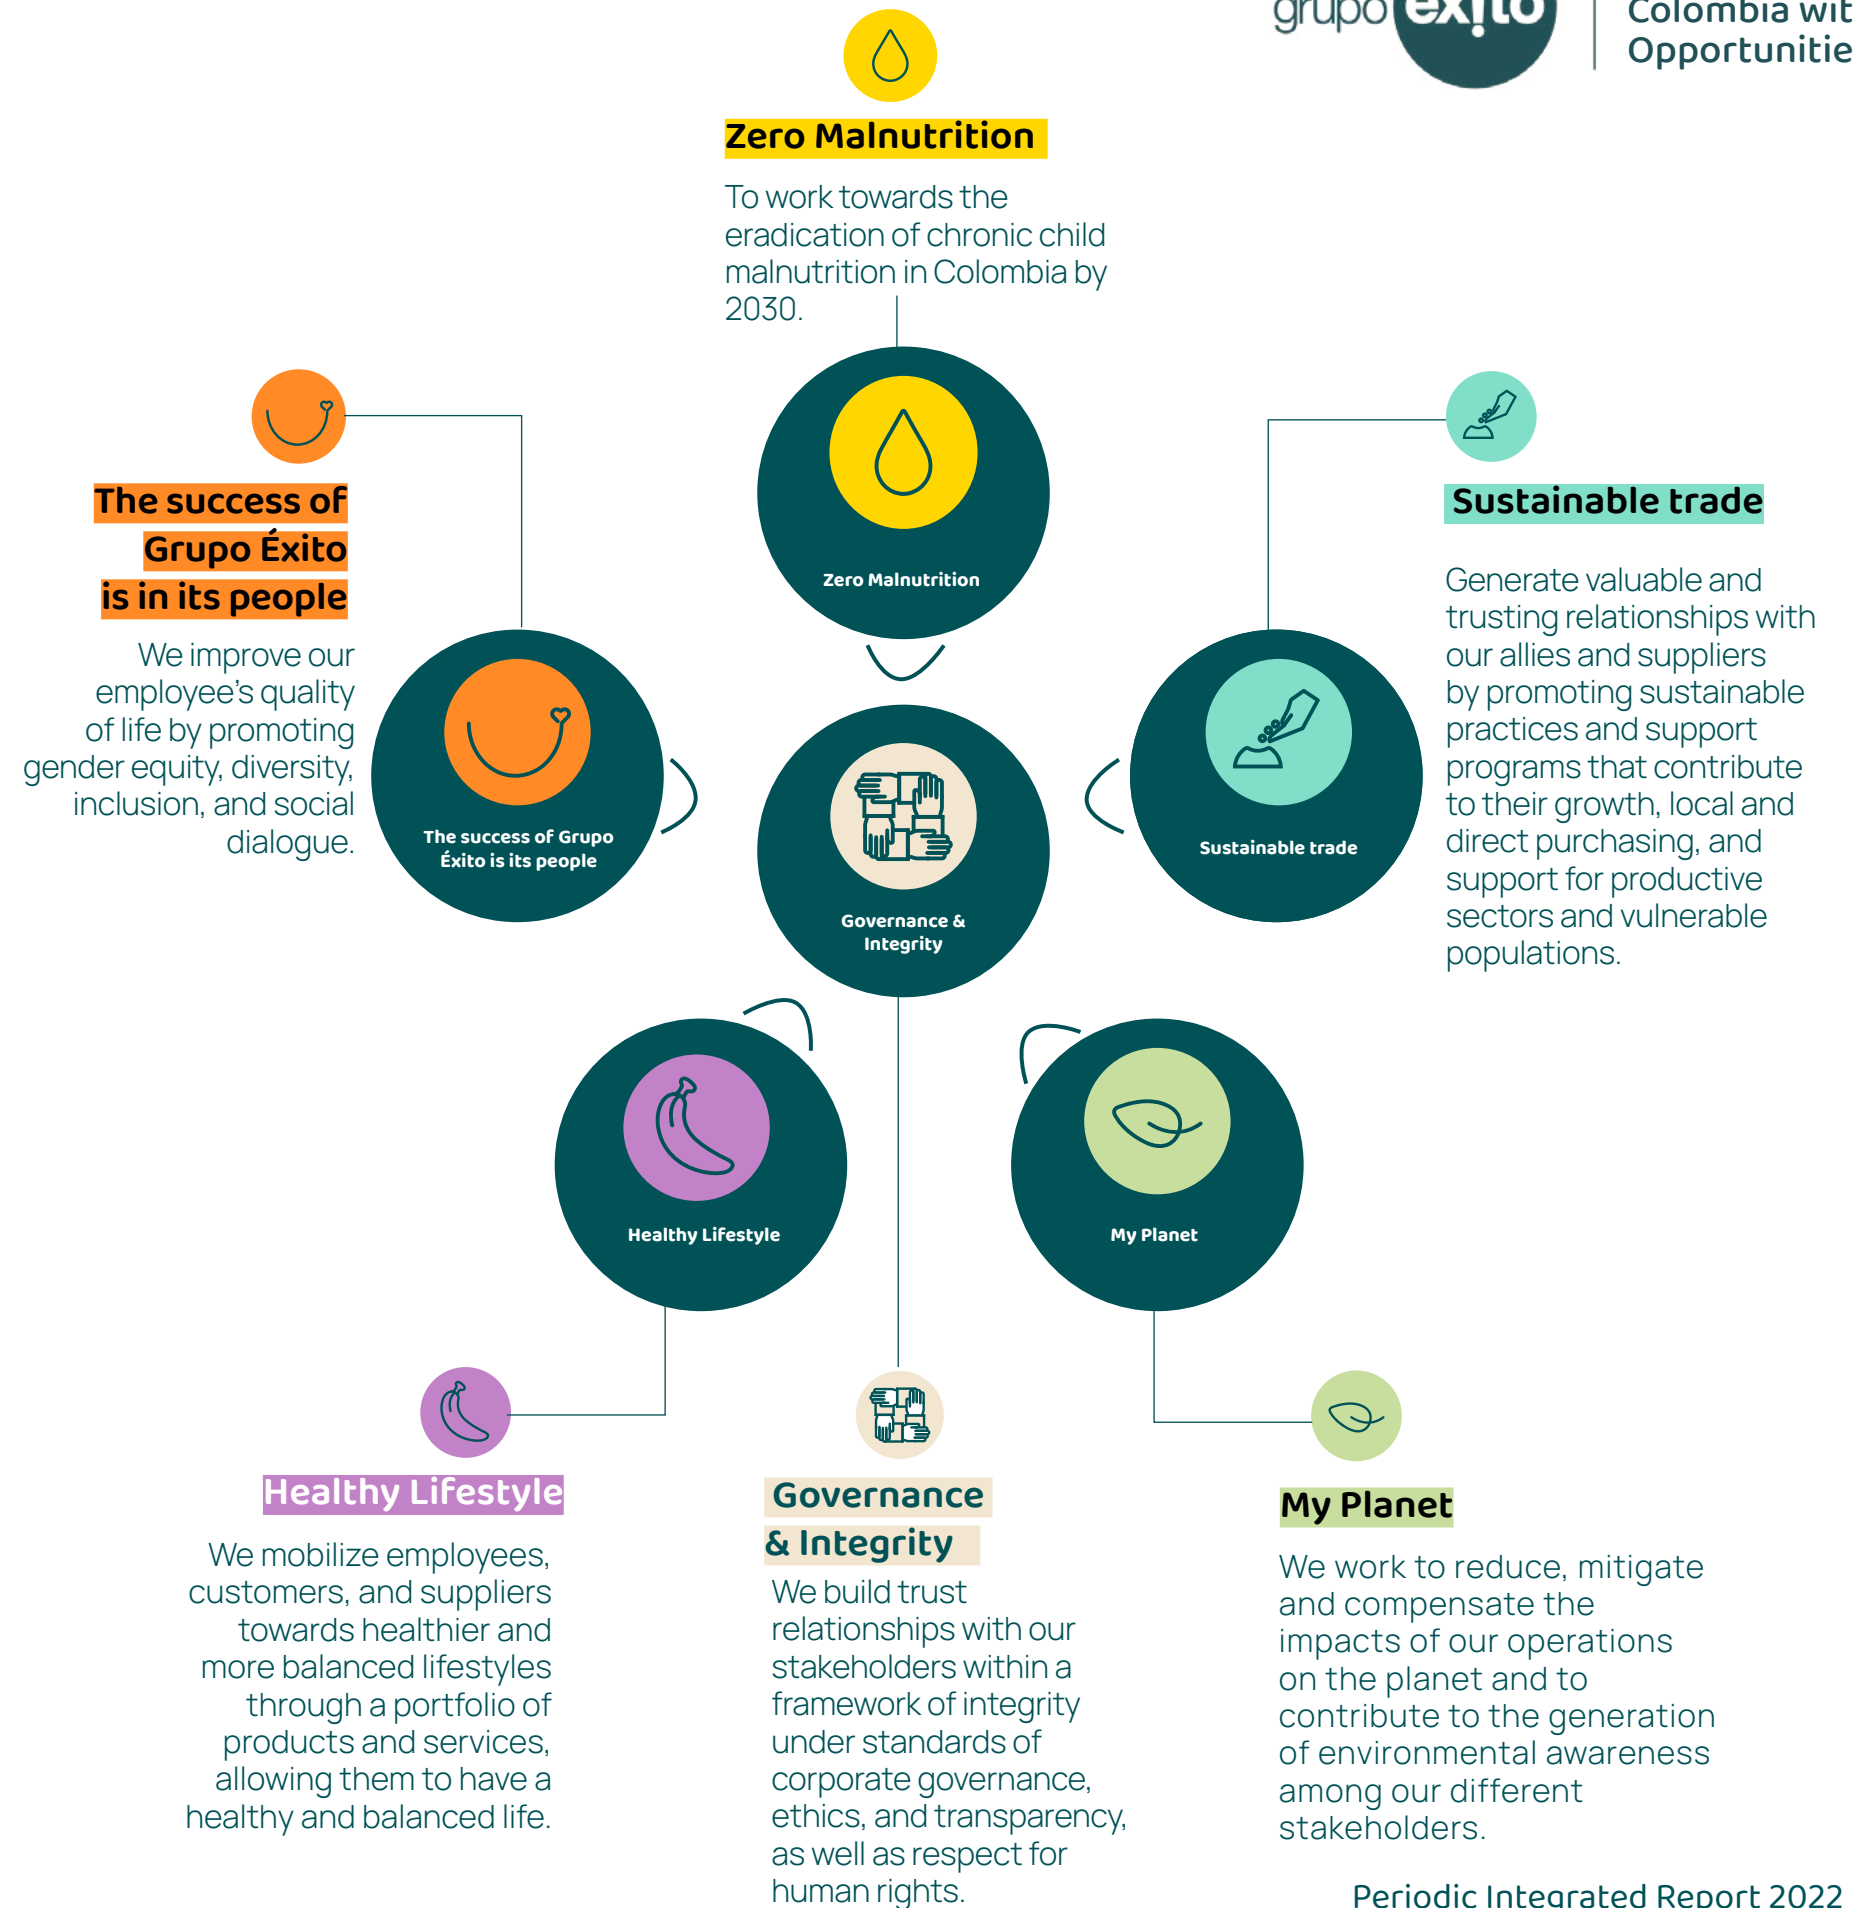 grupo éxito
Colombia wit
Opportunitie
Zero Malnutrition
To work towards the
eradication of chronic child
malnutrition in Colombia by
2030.
Zero Malnutrition
The success of
Grupo Éxito
is in its people
We improve our
employee's quality
of life by promoting
gender equity, diversity,
inclusion, and social
dialogue.
The success of Grupo
Éxito is its people
Governance &
Integrity
Sustainable trade
Sustainable trade
Generate valuable and
trusting relationships with
our allies and suppliers
by promoting sustainable
practices and support
programs that contribute
to their growth, local and
direct purchasing, and
support for productive
sectors and vulnerable
populations.
Healthy Lifestyle
My Planet
Healthy Lifestyle
We mobilize employees,
customers, and suppliers
towards healthier and
more balanced lifestyles
through a portfolio of
products and services,
allowing them to have a
healthy and balanced life.
Governance
& Integrity
We build trust
relationships with our
stakeholders within a
framework of integrity
under standards of
corporate governance,
ethics, and transparency,
as well as respect for
human rights.
My Planet
We work to reduce, mitigate
and compensate the
impacts of our operations
on the planet and to
contribute to the generation
of environmental awareness
among our different
stakeholders.
Periodic Integrated Report 2022